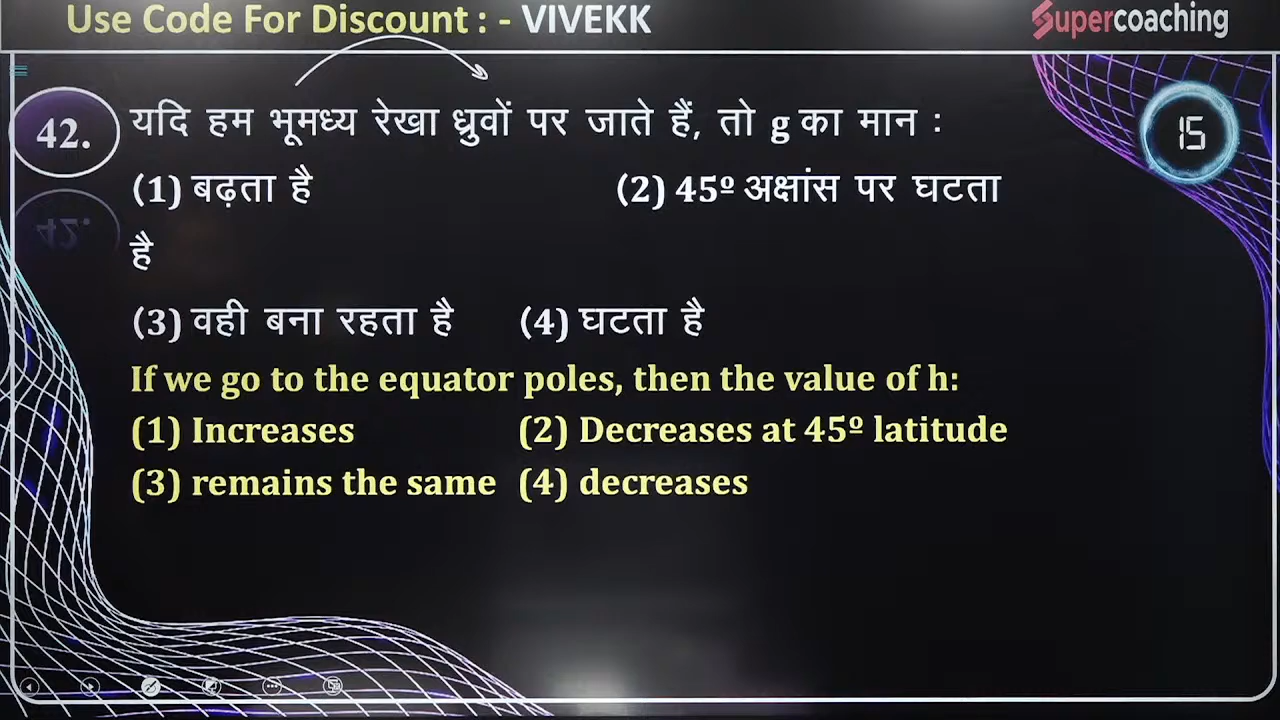 Use Code For Discount : - VIVEKK
Supercoaching
42.
15
यदि हम भूमध्य रेखा ध्रुवों पर जाते हैं, तो g का मान :
(1) बढ़ता है (2) 45º अक्षांस पर घटता
है
(3) वही बना रहता है (4) घटता है
If we go to the equator poles, then the value of h:
(1) Increases (2) Decreases at 45º latitude
(3) remains the same (4) decreases